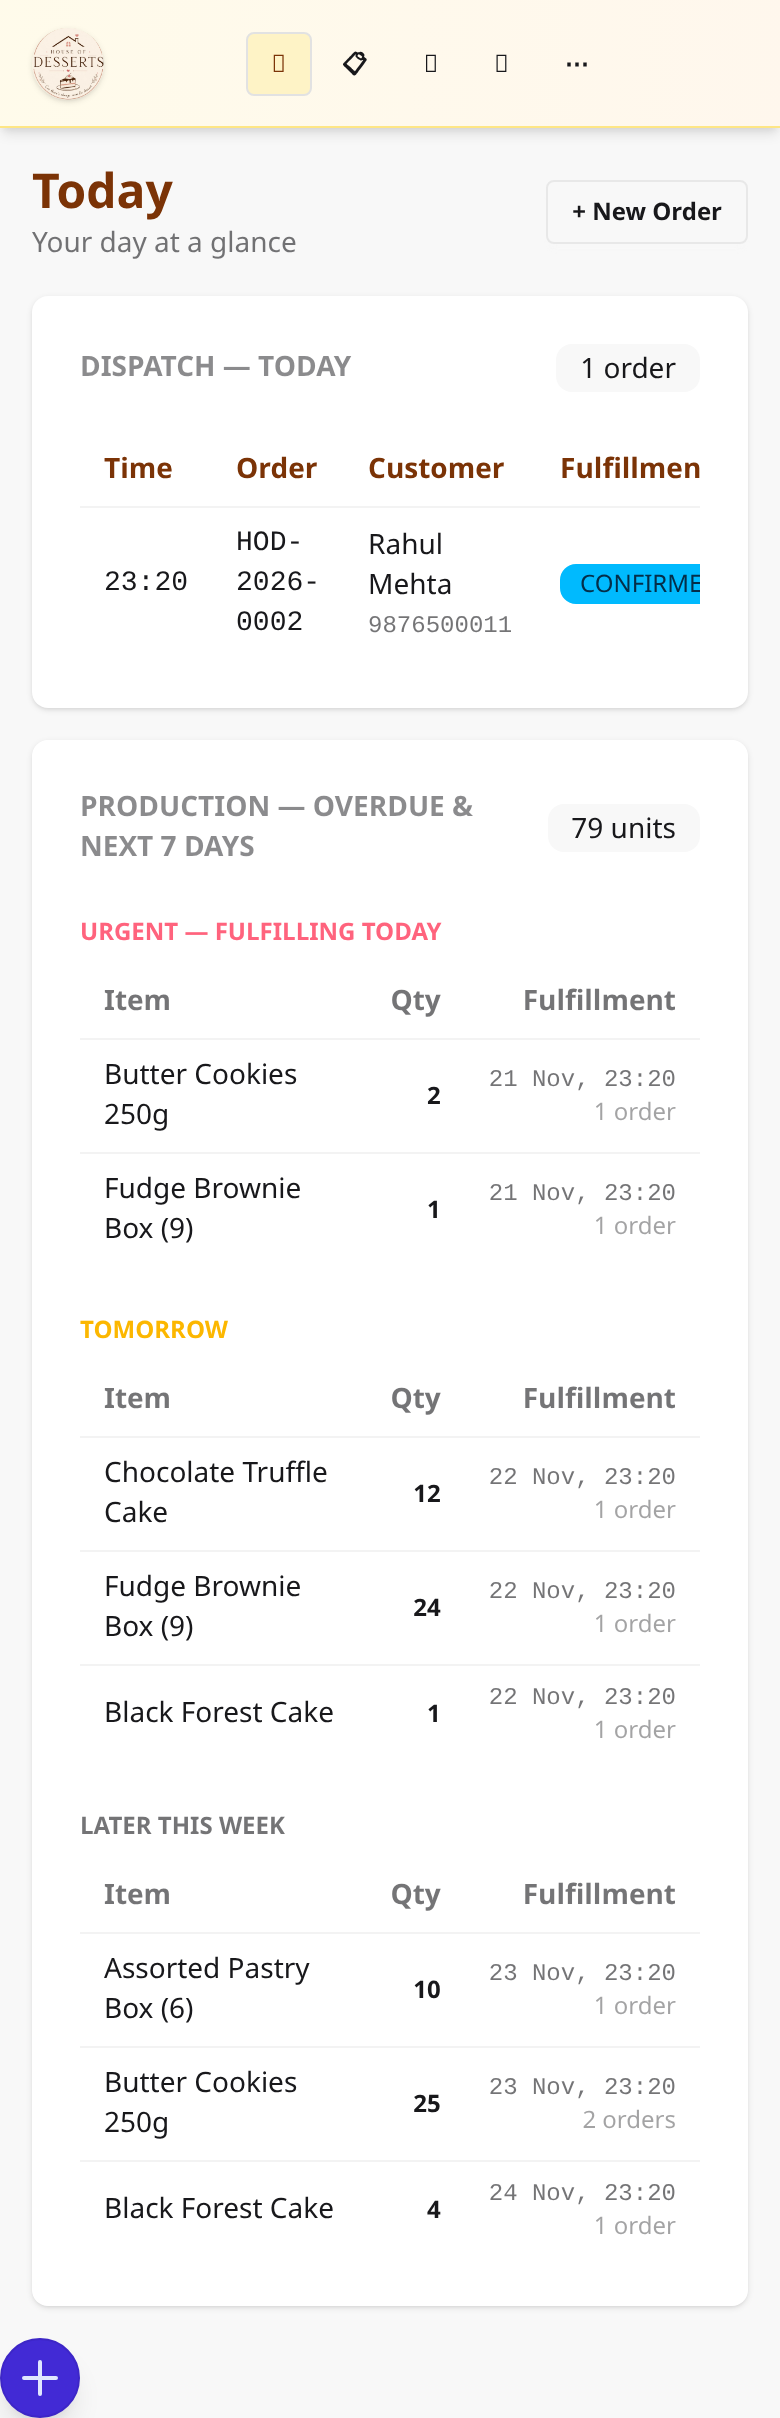 HOUSE OF
DESSERTS
...
Today
Your day at a glance
+ New Order
DISPATCH — TODAY
1 order
Time Order Customer Fulfillmen
23:20 HOD-2026-0002 Rahul Mehta 9876500011 CONFIRME
PRODUCTION — OVERDUE &
NEXT 7 DAYS
79 units
URGENT — FULFILLING TODAY
Item Qty Fulfillment
Butter Cookies
250g
2
21 Nov, 23:20
1 order
Fudge Brownie
Box (9)
1
21 Nov, 23:20
1 order
TOMORROW
Item Qty Fulfillment
Chocolate Truffle
Cake
12
22 Nov, 23:20
1 order
Fudge Brownie
Box (9)
24
22 Nov, 23:20
1 order
Black Forest Cake
1
22 Nov, 23:20
1 order
LATER THIS WEEK
Item Qty Fulfillment
Assorted Pastry
Box (6)
10
23 Nov, 23:20
1 order
Butter Cookies
250g
25
23 Nov, 23:20
2 orders
Black Forest Cake
4
24 Nov, 23:20
1 order